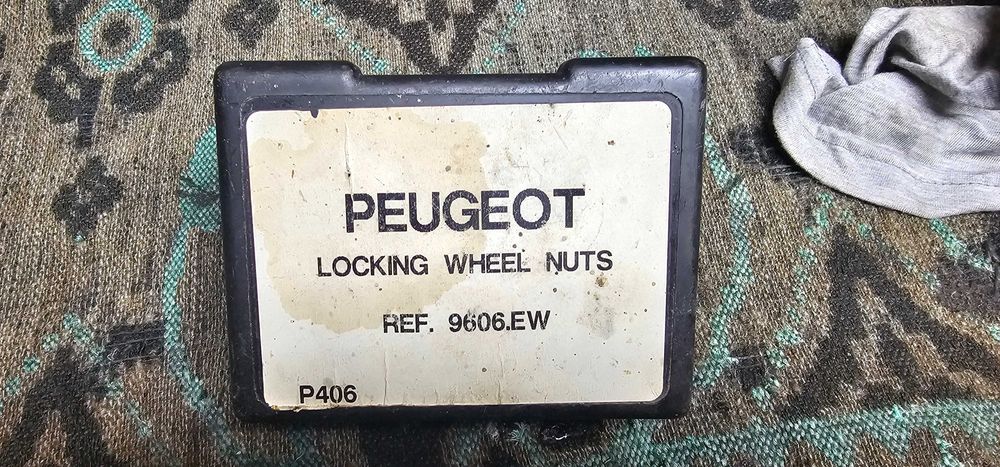 PEUGEOT
LOCKING WHEEL NUTS
REF. 9606.EW
P406